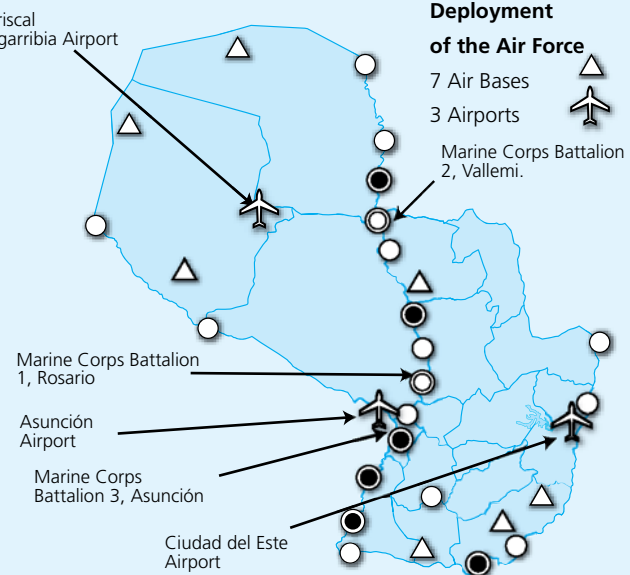 Deployment
of the Air Force
7 Air Bases
3 Airports
Airport
Marine Corps Battalion
2, Vallemi.
Marine Corps Battalion
1, Rosario
Asunción
Airport
Marine Corps
Battalion 3, Asunción
Ciudad del Este
Airport